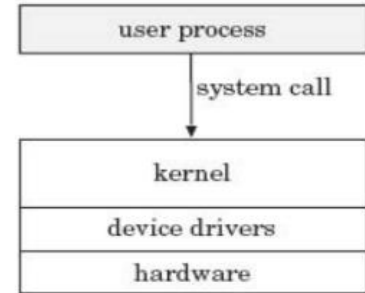 user process
system call
kernel
device drivers
hardware